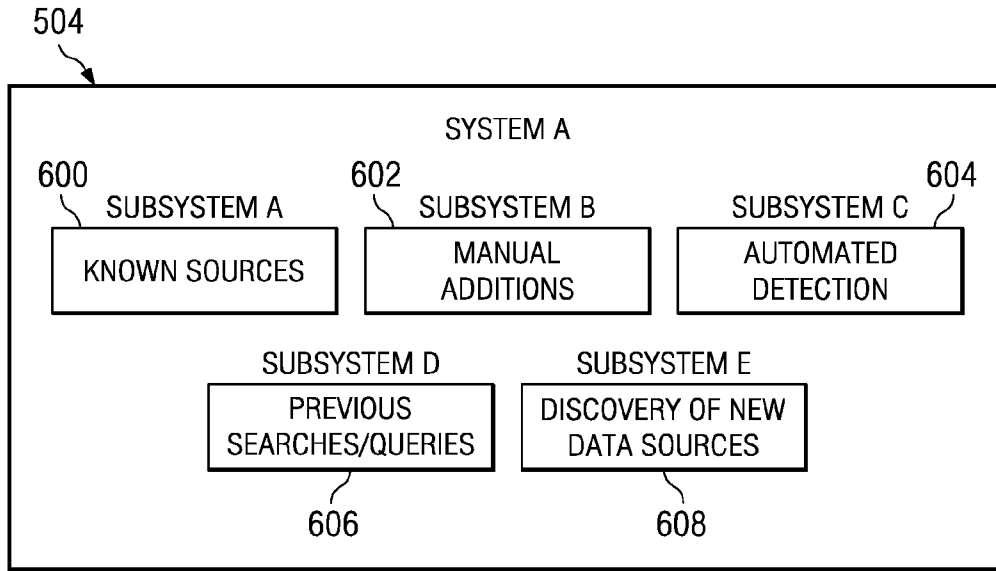 504
SYSTEM A
600
602
604
SUBSYSTEM A
SUBSYSTEM B
SUBSYSTEM C
KNOWN SOURCES
MANUAL
ADDITIONS
AUTOMATED
DETECTION
SUBSYSTEM D
SUBSYSTEM E
PREVIOUS
SEARCHES/QUERIES
DISCOVERY OF NEW
DATA SOURCES
606
608